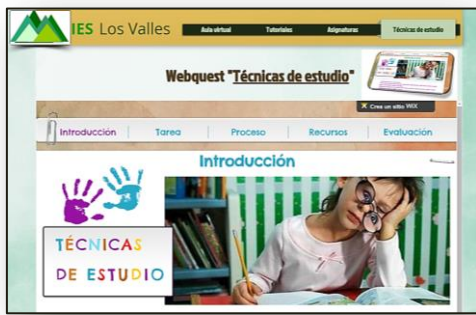 IES Los Valles
Aula virtual Tutoriales Asignaturas Técnicas de estudio
Webquest "Técnicas de estudio"
Crea un sitio WiX
Introducción Tarea Proceso Recursos Evaluación
Introducción
TÉCNICAS
DE ESTUDIO